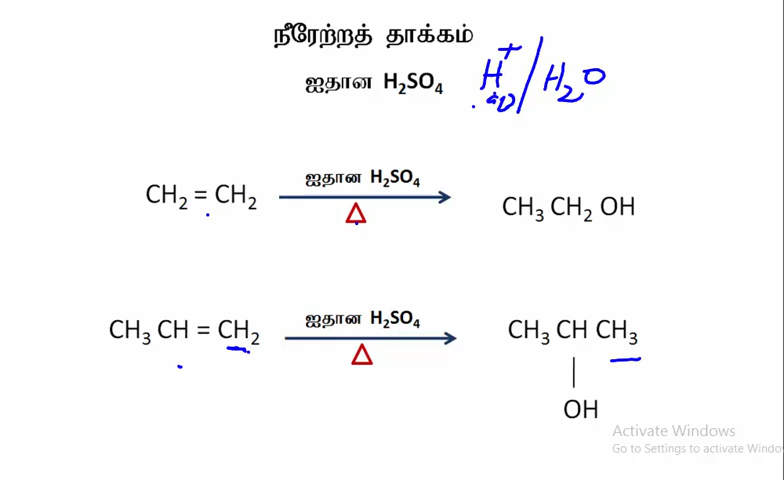 நீரேற்றத் தாக்கம்
ஐதான H₂SO₄ H⁺/H₂O
ஐதான H₂SO₄
CH₂ = CH₂ CH₃ CH₂ OH
Δ
ஐதான H₂SO₄
CH₃ CH = CH₂ CH₃ CH CH₃
Δ
OH
Activate Windows
Go to Settings to activate Windo